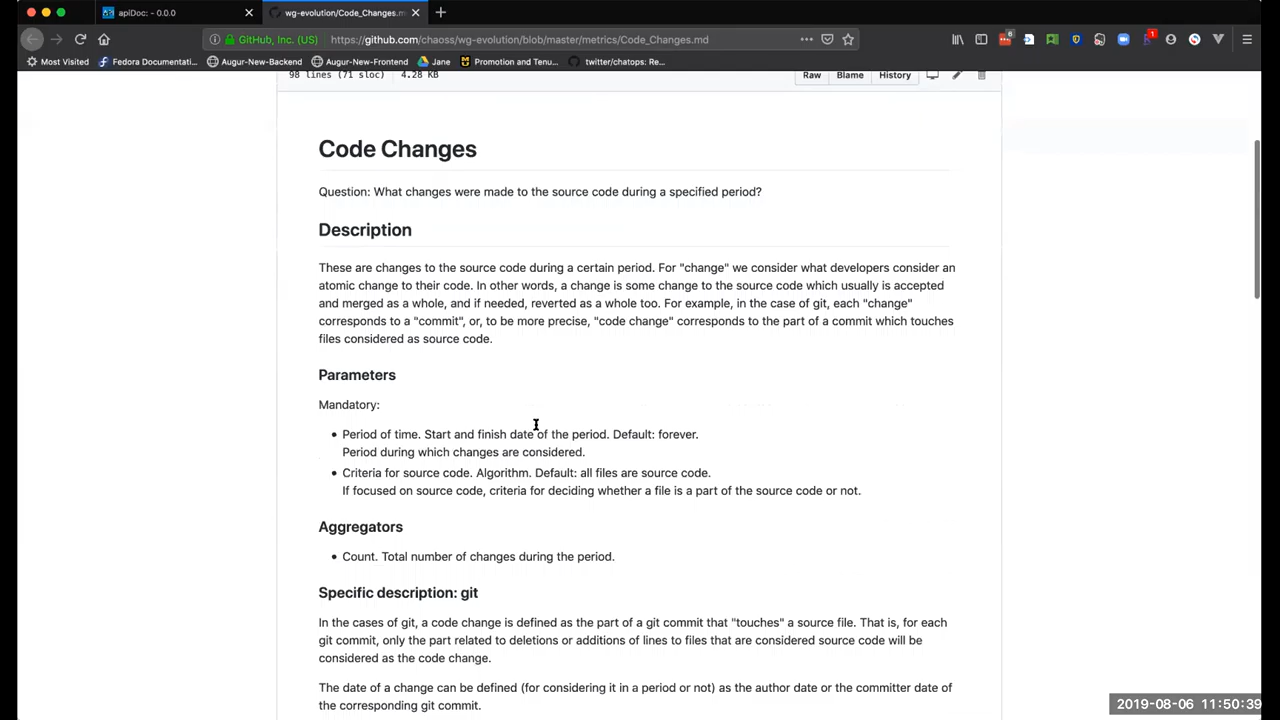 apiDoc: - 0.0.0
wg-evolution/Code_Changes.m
GitHub, Inc. (US)
https://github.com/chaoss/wg-evolution/blob/master/metrics/Code_Changes.md
6
1
Most Visited
Fedora Documentati...
Augur-New-Backend
Augur-New-Frontend
Jane
Promotion and Tenu...
twitter/chatops: Re...
98 lines (71 sloc)
4.28 KB
Raw
Blame
History
Code Changes
Question: What changes were made to the source code during a specified period?
Description
These are changes to the source code during a certain period. For "change" we consider what developers consider an
atomic change to their code. In other words, a change is some change to the source code which usually is accepted
and merged as a whole, and if needed, reverted as a whole too. For example, in the case of git, each "change"
corresponds to a "commit", or, to be more precise, "code change" corresponds to the part of a commit which touches
files considered as source code.
Parameters
Mandatory:
• Period of time. Start and finish date of the period. Default: forever.
Period during which changes are considered.
• Criteria for source code. Algorithm. Default: all files are source code.
If focused on source code, criteria for deciding whether a file is a part of the source code or not.
Aggregators
• Count. Total number of changes during the period.
Specific description: git
In the cases of git, a code change is defined as the part of a git commit that "touches" a source file. That is, for each
git commit, only the part related to deletions or additions of lines to files that are considered source code will be
considered as the code change.
The date of a change can be defined (for considering it in a period or not) as the author date or the committer date of
the corresponding git commit.
2019-08-06 11:50:39